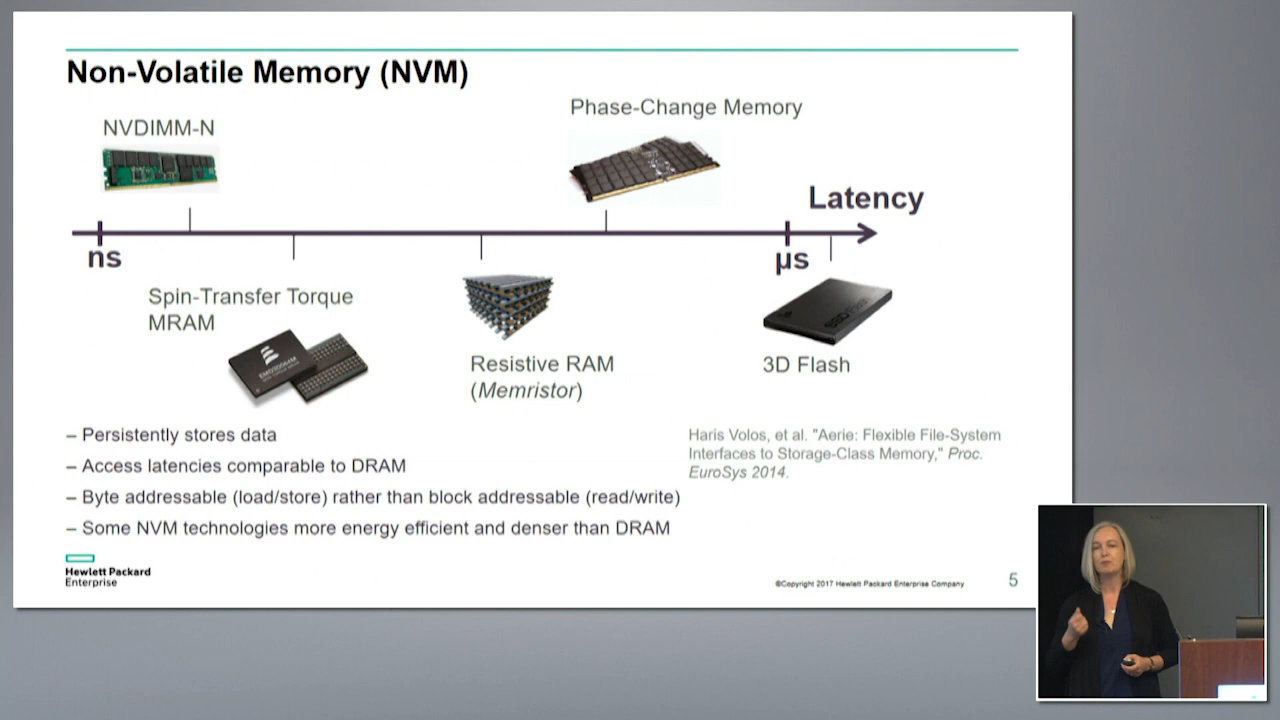 Non-Volatile Memory (NVM)
Phase-Change Memory
NVDIMM-N
Latency
ns
µs
Spin-Transfer Torque
MRAM
Resistive RAM
(Memristor)
3D Flash
– Persistently stores data
– Access latencies comparable to DRAM
– Byte addressable (load/store) rather than block addressable (read/write)
– Some NVM technologies more energy efficient and denser than DRAM
Haris Volos, et al. "Aerie: Flexible File-System
Interfaces to Storage-Class Memory," Proc.
EuroSys 2014.
Hewlett Packard
Enterprise
©Copyright 2017 Hewlett Packard Enterprise Company
5